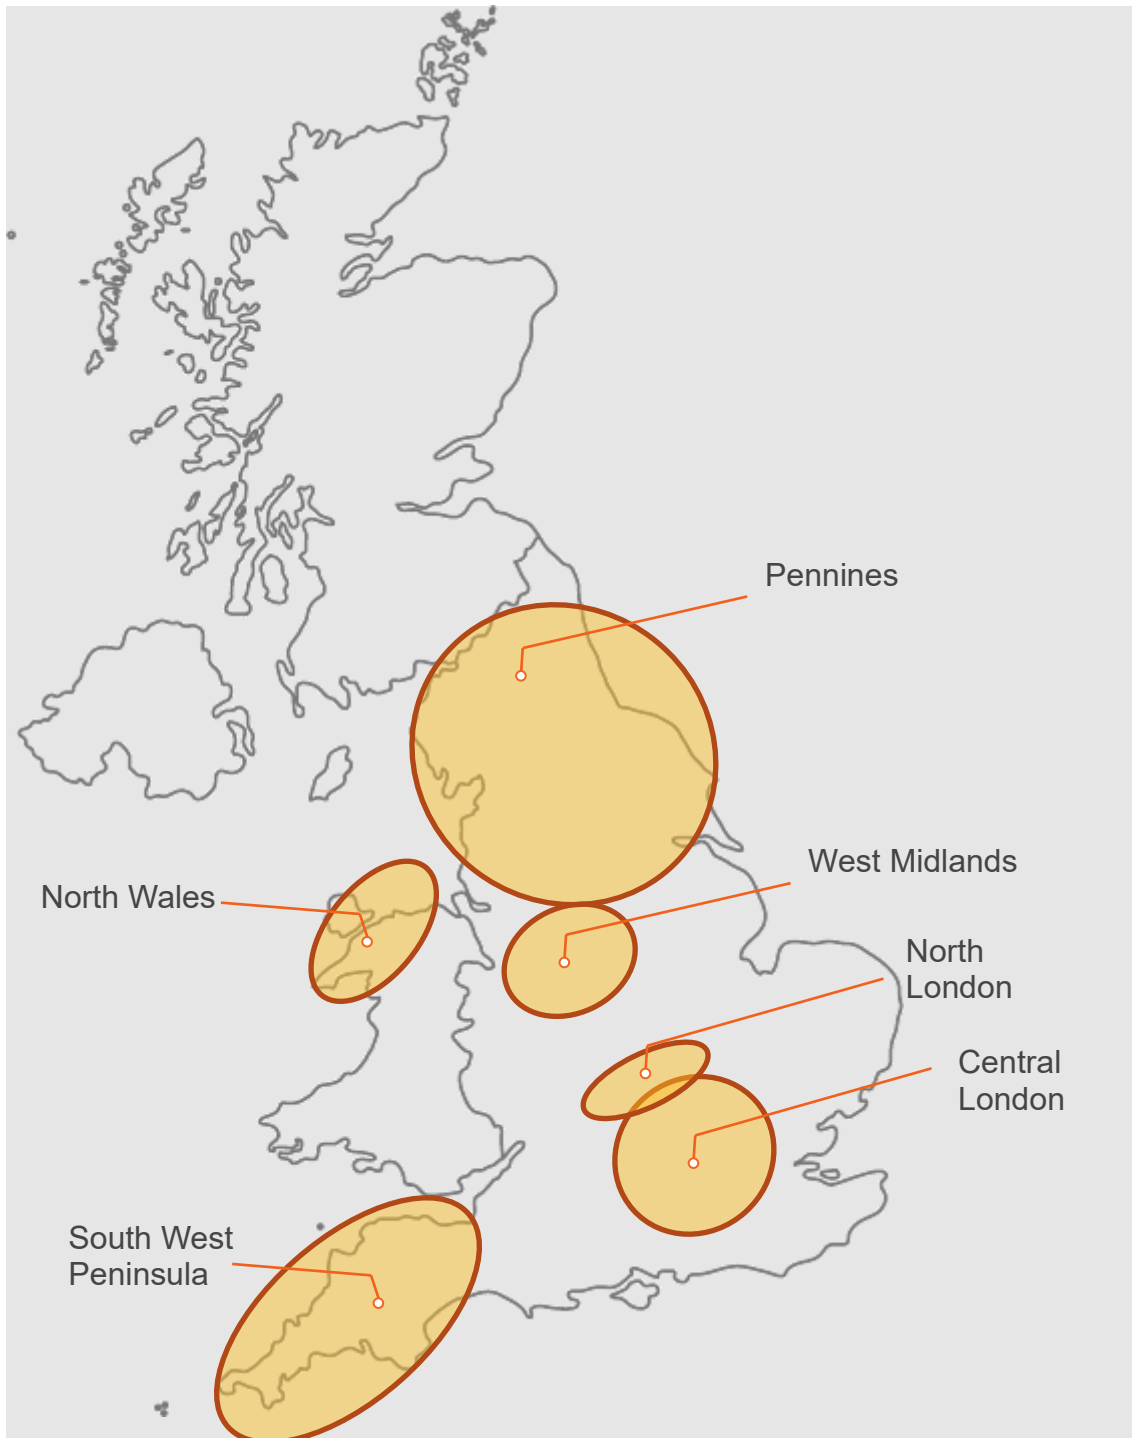 Pennines
West Midlands
North Wales
North
London
Central
London
South West
Peninsula